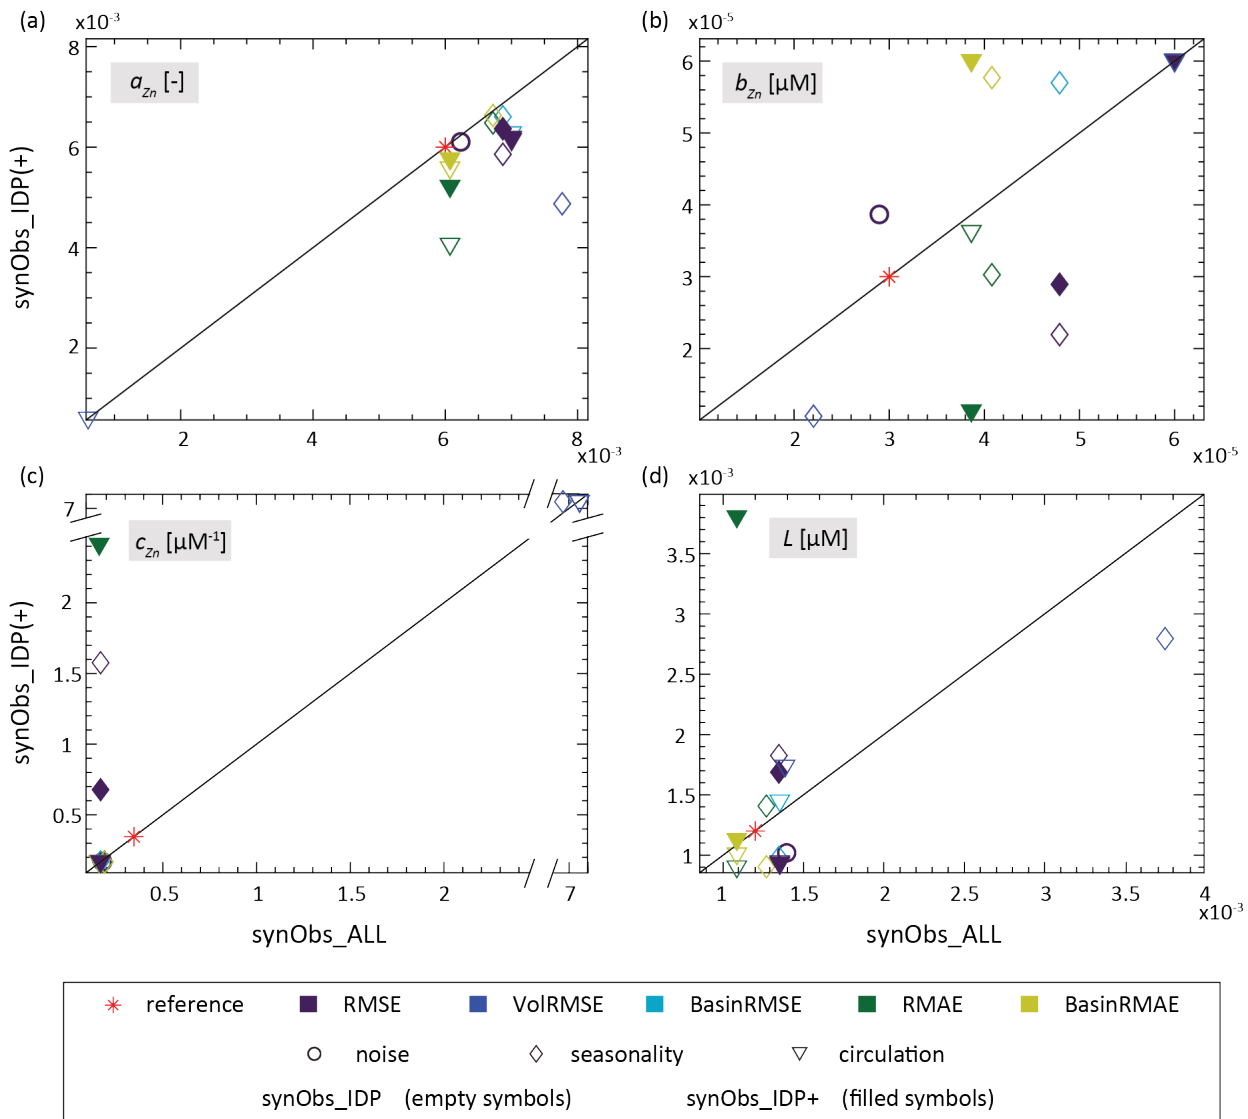 (a)
x10-3
8
6
4
2
aZn [-]
synObs_IDP(+)
2
4
6
8
x10-3
(b)
x10-5
6
5
4
3
2
bZn [µM]
2
3
4
5
6
x10-5
(c)
7
2
1.5
1
0.5
cZn [µM-1]
synObs_IDP(+)
0.5
1
1.5
2
7
synObs_ALL
(d)
x10-3
3.5
3
2.5
2
1.5
1
L [µM]
1
1.5
2
2.5
3
3.5
4
x10-3
synObs_ALL
reference RMSE VolRMSE BasinRMSE RMAE BasinRMAE
noise seasonality circulation
synObs_IDP (empty symbols) synObs_IDP+ (filled symbols)